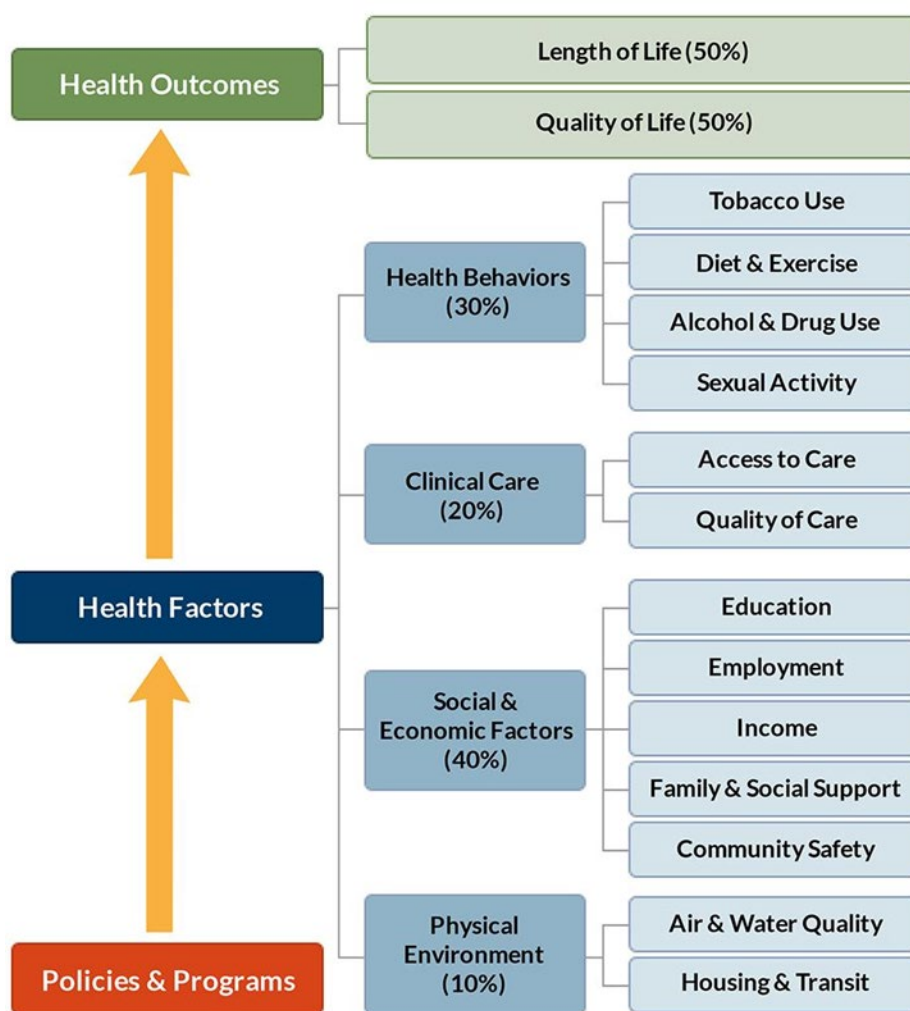 Health Outcomes
Length of Life (50%)
Quality of Life (50%)
Health Factors
Health Behaviors
(30%)
Tobacco Use
Diet & Exercise
Alcohol & Drug Use
Sexual Activity
Clinical Care
(20%)
Access to Care
Quality of Care
Social &
Economic Factors
(40%)
Education
Employment
Income
Family & Social Support
Community Safety
Physical
Environment
(10%)
Air & Water Quality
Housing & Transit
Policies & Programs